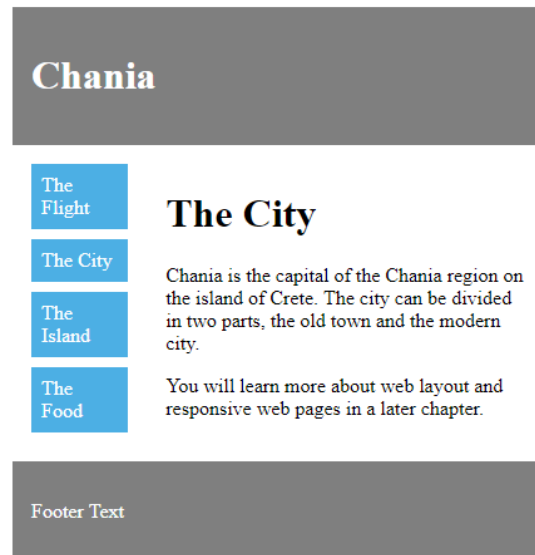 Chania
The
Flight
The City
The
Island
The
Food
The City
Chania is the capital of the Chania region on
the island of Crete. The city can be divided
in two parts, the old town and the modern
city.
You will learn more about web layout and
responsive web pages in a later chapter.
Footer Text